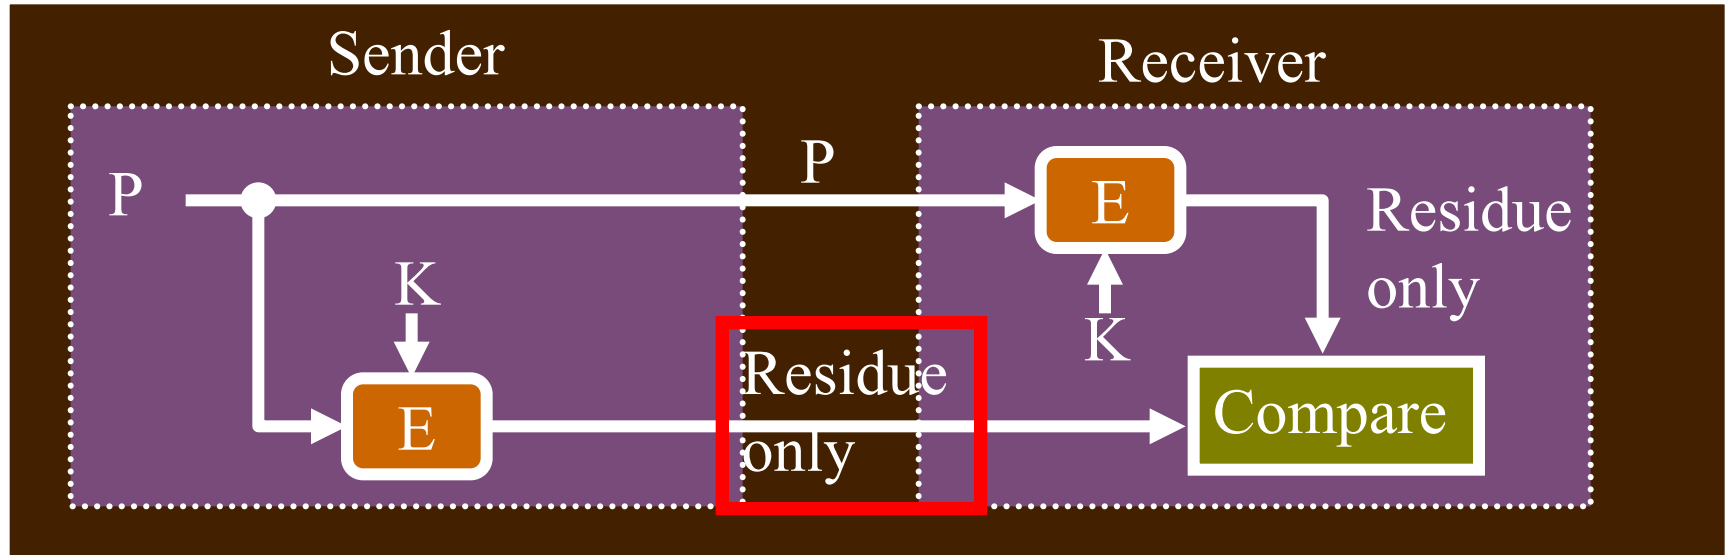 Sender
Receiver
P
P
E
Residue
only
K
K
E
Residue
only
Compare